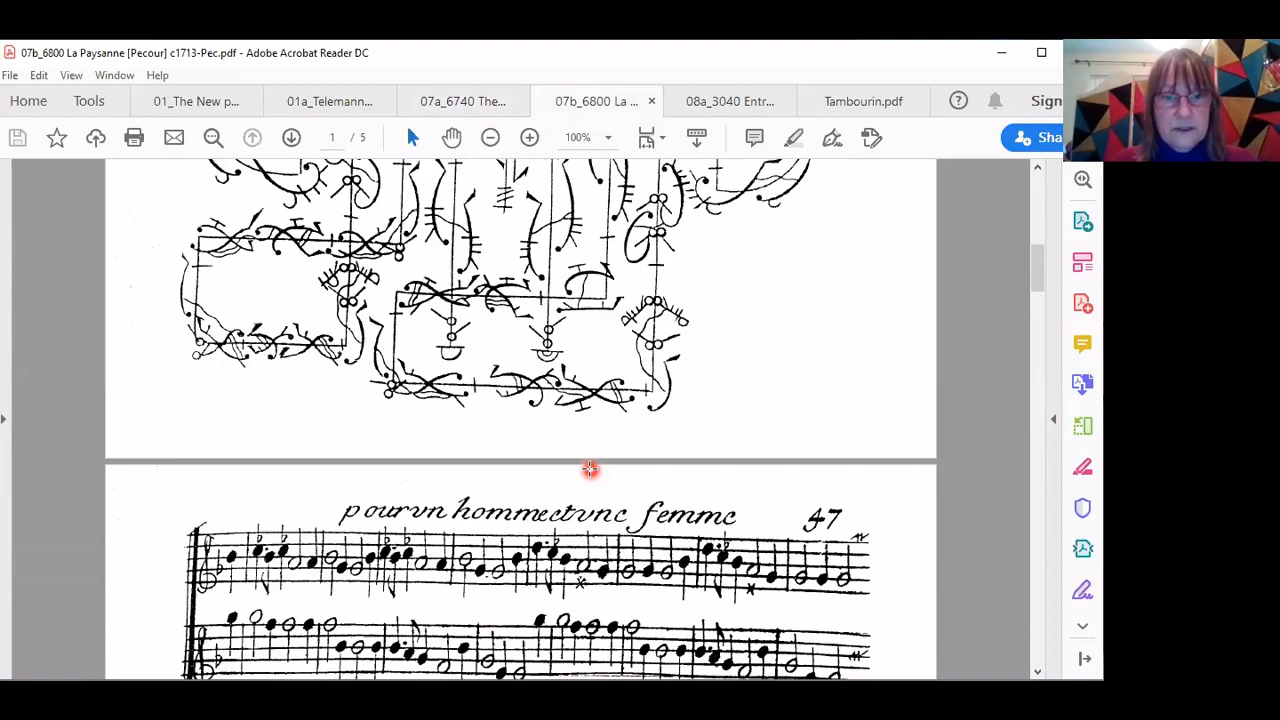 07b_6800 La Paysanne [Pecour] c1713-Pec.pdf - Adobe Acrobat Reader DC
File Edit View Window Help
Home Tools 01_The New p... 01a_Telemann... 07a_6740 The... 07b_6800 La ... 08a_3040 Entr... Tambourin.pdf Sign
1 / 5 100% Sha
pour vn homme et vne femme 47